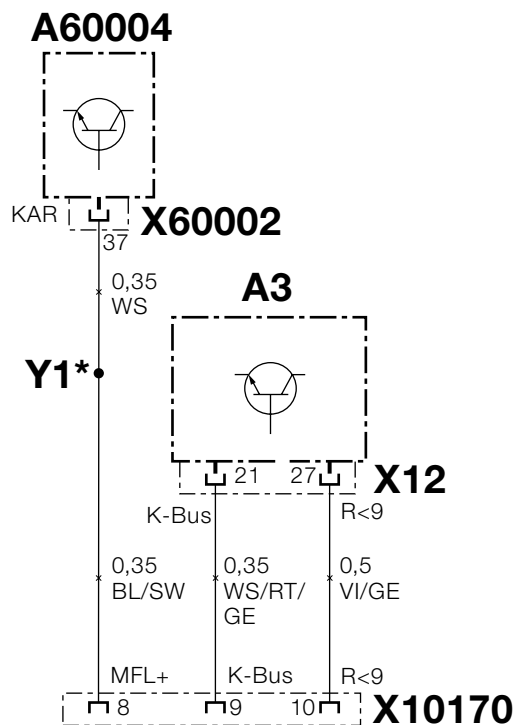 A60004
KAR
X60002
37
0,35
WS
A3
Y1*
21
27
X12
K-Bus
R<9
0,35
BL/SW
0,35
WS/RT/
GE
0,5
VI/GE
MFL+
K-Bus
R<9
8
9
10
X10170